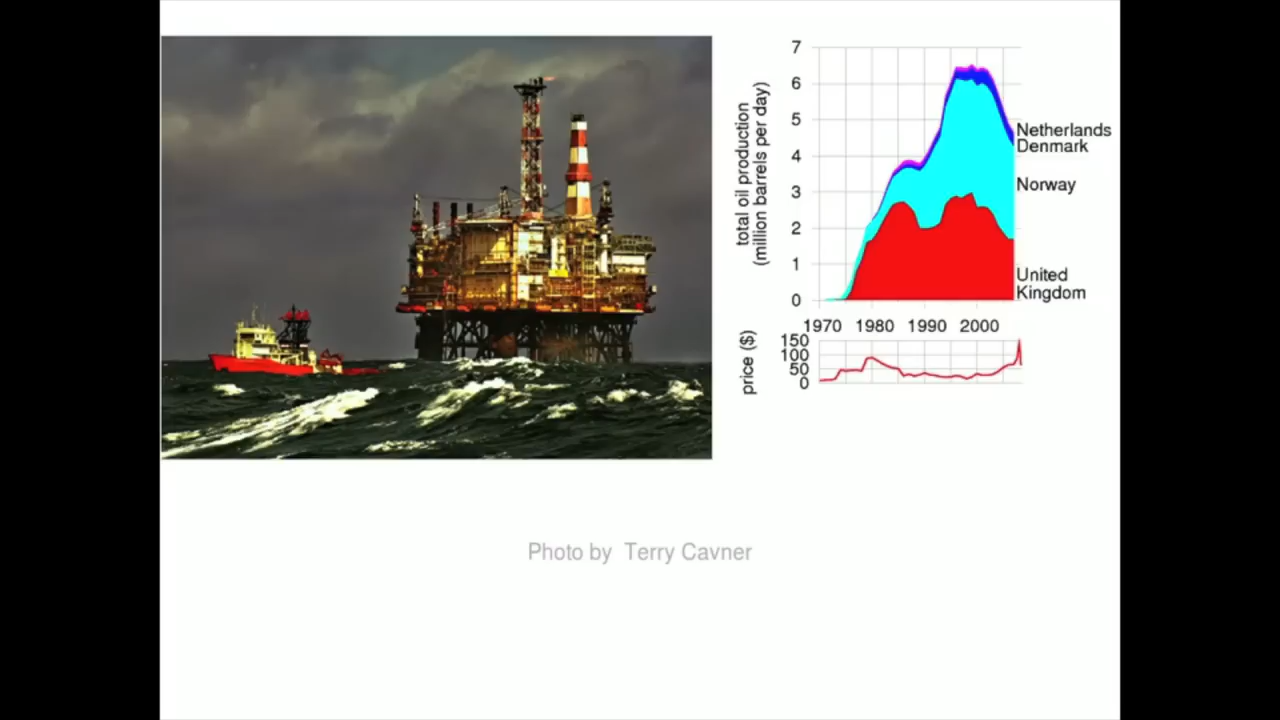 7
6
5
4
3
2
1
0
total oil production
(million barrels per day)
Netherlands
Denmark
Norway
United
Kingdom
1970 1980 1990 2000
150
100
50
0
price ($)
Photo by Terry Cavner